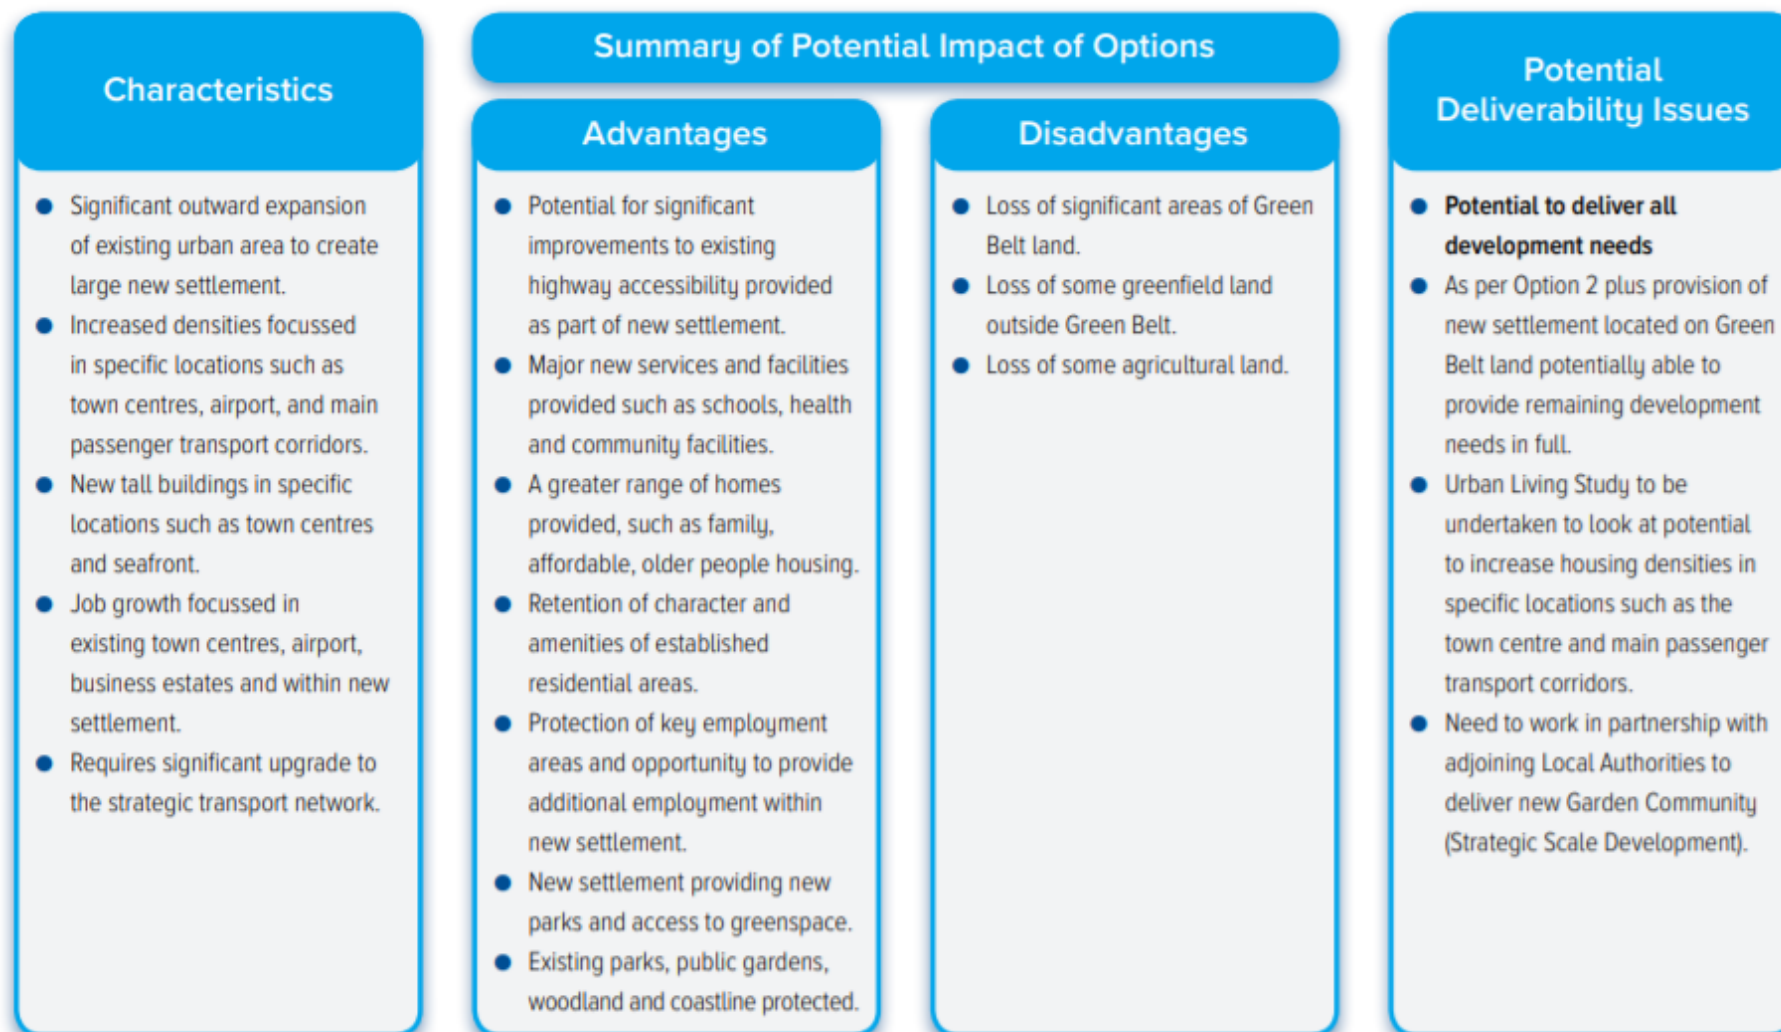 Characteristics
Significant outward expansion
of existing urban area to create
large new settlement.
Increased densities focussed
in specific locations such as
town centres, airport, and main
passenger transport corridors.
New tall buildings in specific
locations such as town centres
and seafront.
Job growth focussed in
existing town centres, airport,
business estates and within new
settlement.
Requires significant upgrade to
the strategic transport network.
Summary of Potential Impact of Options
Advantages
Potential for significant
improvements to existing
highway accessibility provided
as part of new settlement.
Major new services and facilities
provided such as schools, health
and community facilities.
A greater range of homes
provided, such as family,
affordable, older people housing.
Retention of character and
amenities of established
residential areas.
Protection of key employment
areas and opportunity to provide
additional employment within
new settlement.
New settlement providing new
parks and access to greenspace.
Existing parks, public gardens,
woodland and coastline protected.
Disadvantages
Loss of significant areas of Green
Belt land.
Loss of some greenfield land
outside Green Belt.
Loss of some agricultural land.
Potential
Deliverability Issues
Potential to deliver all
development needs
As per Option 2 plus provision of
new settlement located on Green
Belt land potentially able to
provide remaining development
needs in full.
Urban Living Study to be
undertaken to look at potential
to increase housing densities in
specific locations such as the
town centre and main passenger
transport corridors.
Need to work in partnership with
adjoining Local Authorities to
deliver new Garden Community
(Strategic Scale Development).